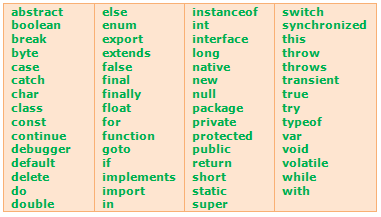 abstract else instanceof switch
boolean enum int synchronized
break export interface this
byte extends long throw
case false native throws
catch final new transient
char finally null true
class float package try
const for private typeof
continue function protected var
debugger goto public void
default if return volatile
delete implements short while
do import static with
double in super